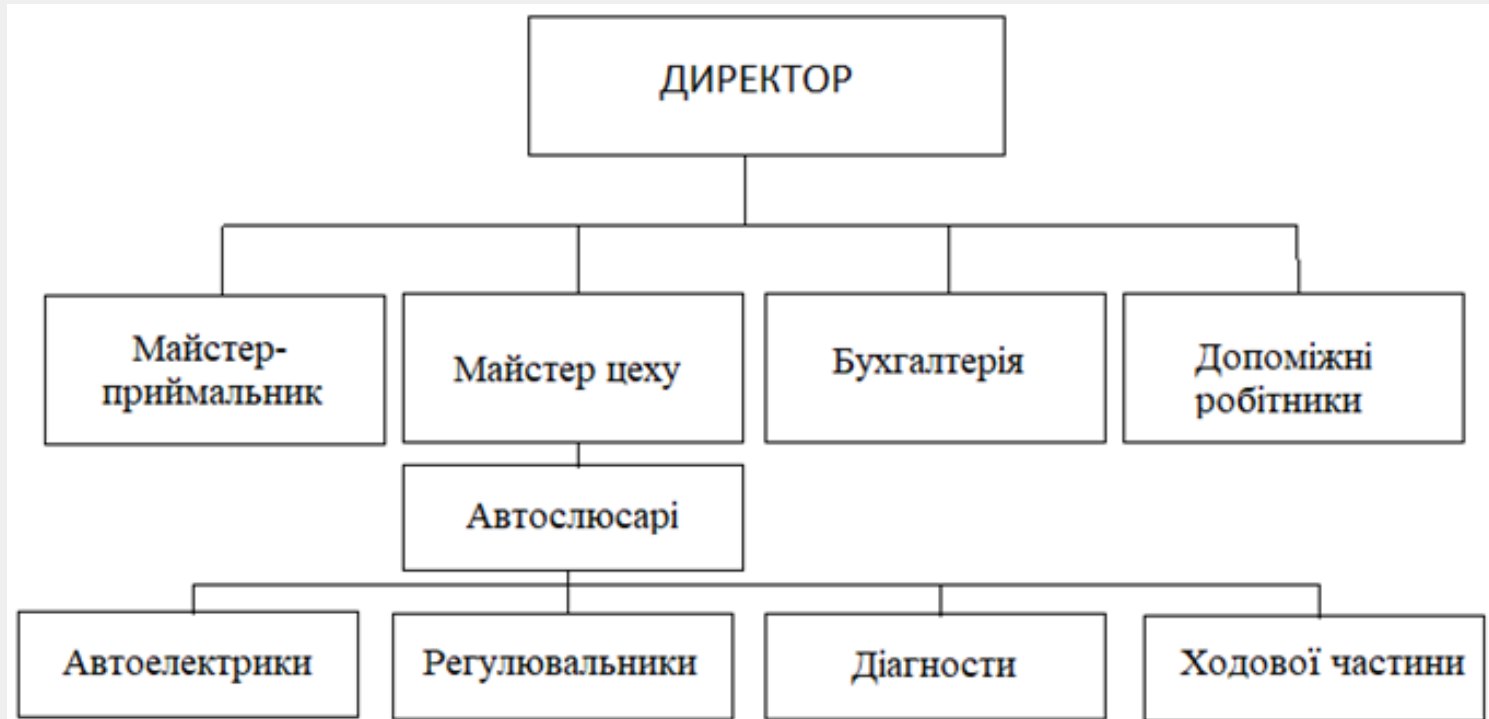 ДИРЕКТОР
Майстер-
приймальник
Майстер цеху
Бухгалтерія
Допоміжні
робітники
Автослюсарі
Автоелектрики
Регулювальники
Діагности
Ходової частини